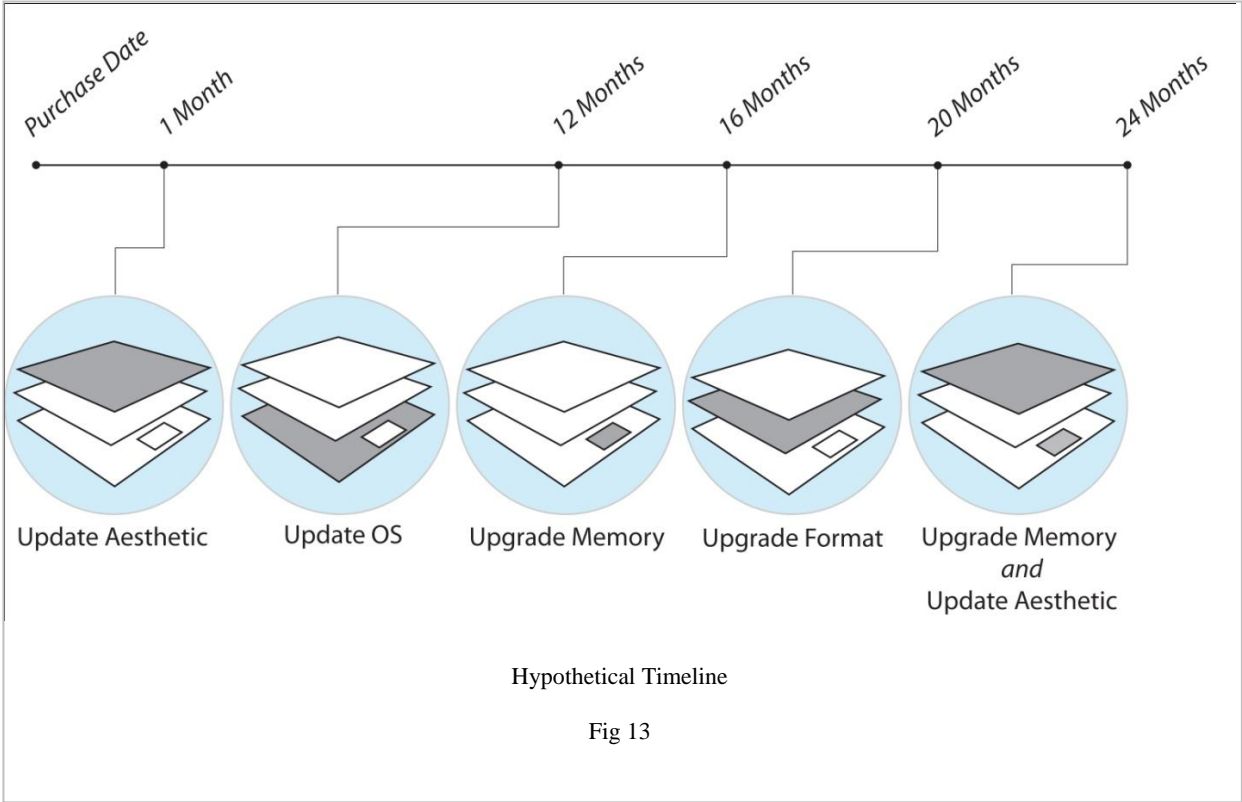 Purchase Date
1 Month
12 Months
16 Months
20 Months
24 Months
Update Aesthetic
Update OS
Upgrade Memory
Upgrade Format
Upgrade Memory
and
Update Aesthetic
Hypothetical Timeline
Fig 13